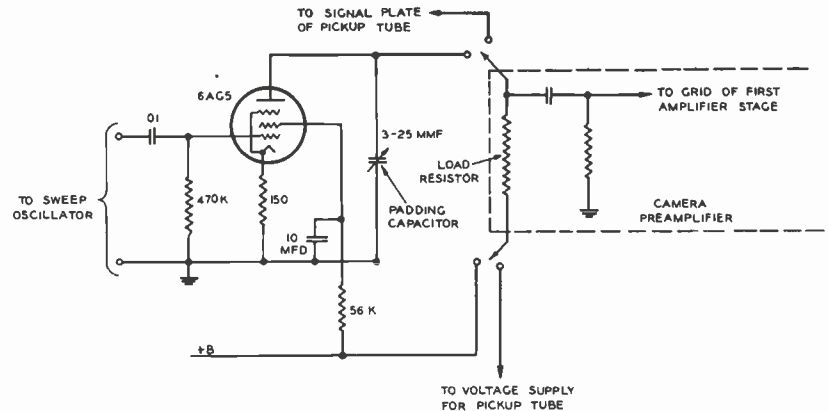 TO SIGNAL PLATE
OF PICKUP TUBE
6AG5
TO GRID OF FIRST
AMPLIFIER STAGE
01
3-25 MMF
LOAD
RESISTOR
TO SWEEP
OSCILLATOR
470K
150
PADDING
CAPACITOR
CAMERA
PREAMPLIFIER
10
MFD
56 K
+B
TO VOLTAGE SUPPLY
FOR PICKUP TUBE